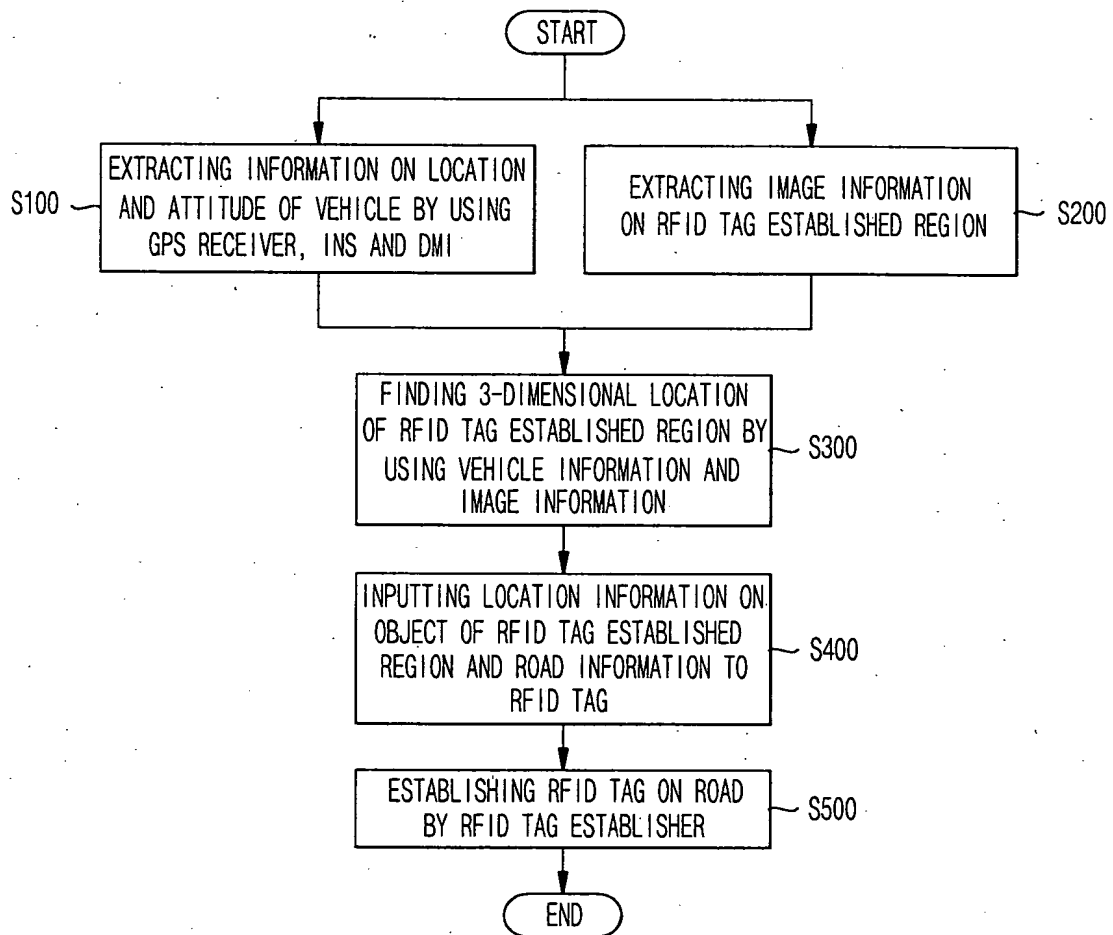 START
EXTRACTING INFORMATION ON LOCATION
AND ATTITUDE OF VEHICLE BY USING
GPS RECEIVER, INS AND DMI
S100
EXTRACTING IMAGE INFORMATION
ON RFID TAG ESTABLISHED REGION
S200
FINDING 3-DIMENSIONAL LOCATION
OF RFID TAG ESTABLISHED REGION BY
USING VEHICLE INFORMATION AND
IMAGE INFORMATION
S300
INPUTTING LOCATION INFORMATION ON
OBJECT OF RFID TAG ESTABLISHED
REGION AND ROAD INFORMATION TO
RFID TAG
S400
ESTABLISHING RFID TAG ON ROAD
BY RFID TAG ESTABLISHER
S500
END